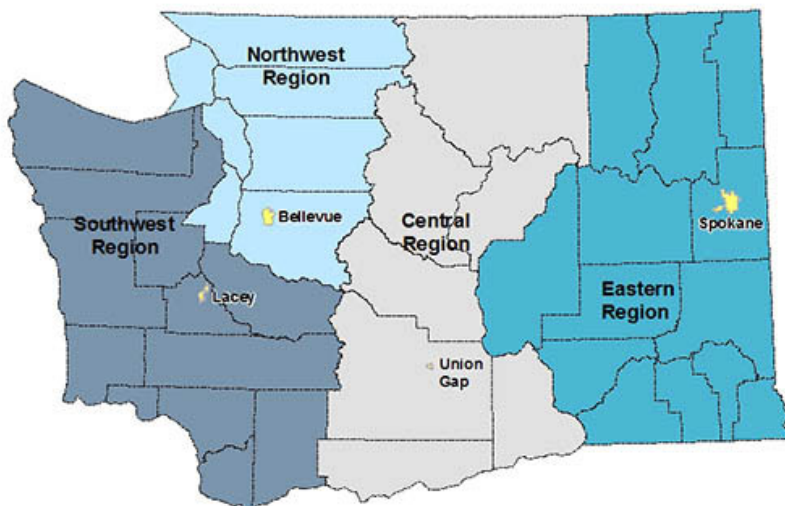 Northwest
Region
Bellevue
Southwest
Region
Central
Region
Spokane
Lacey
Eastern
Region
Union
Gap